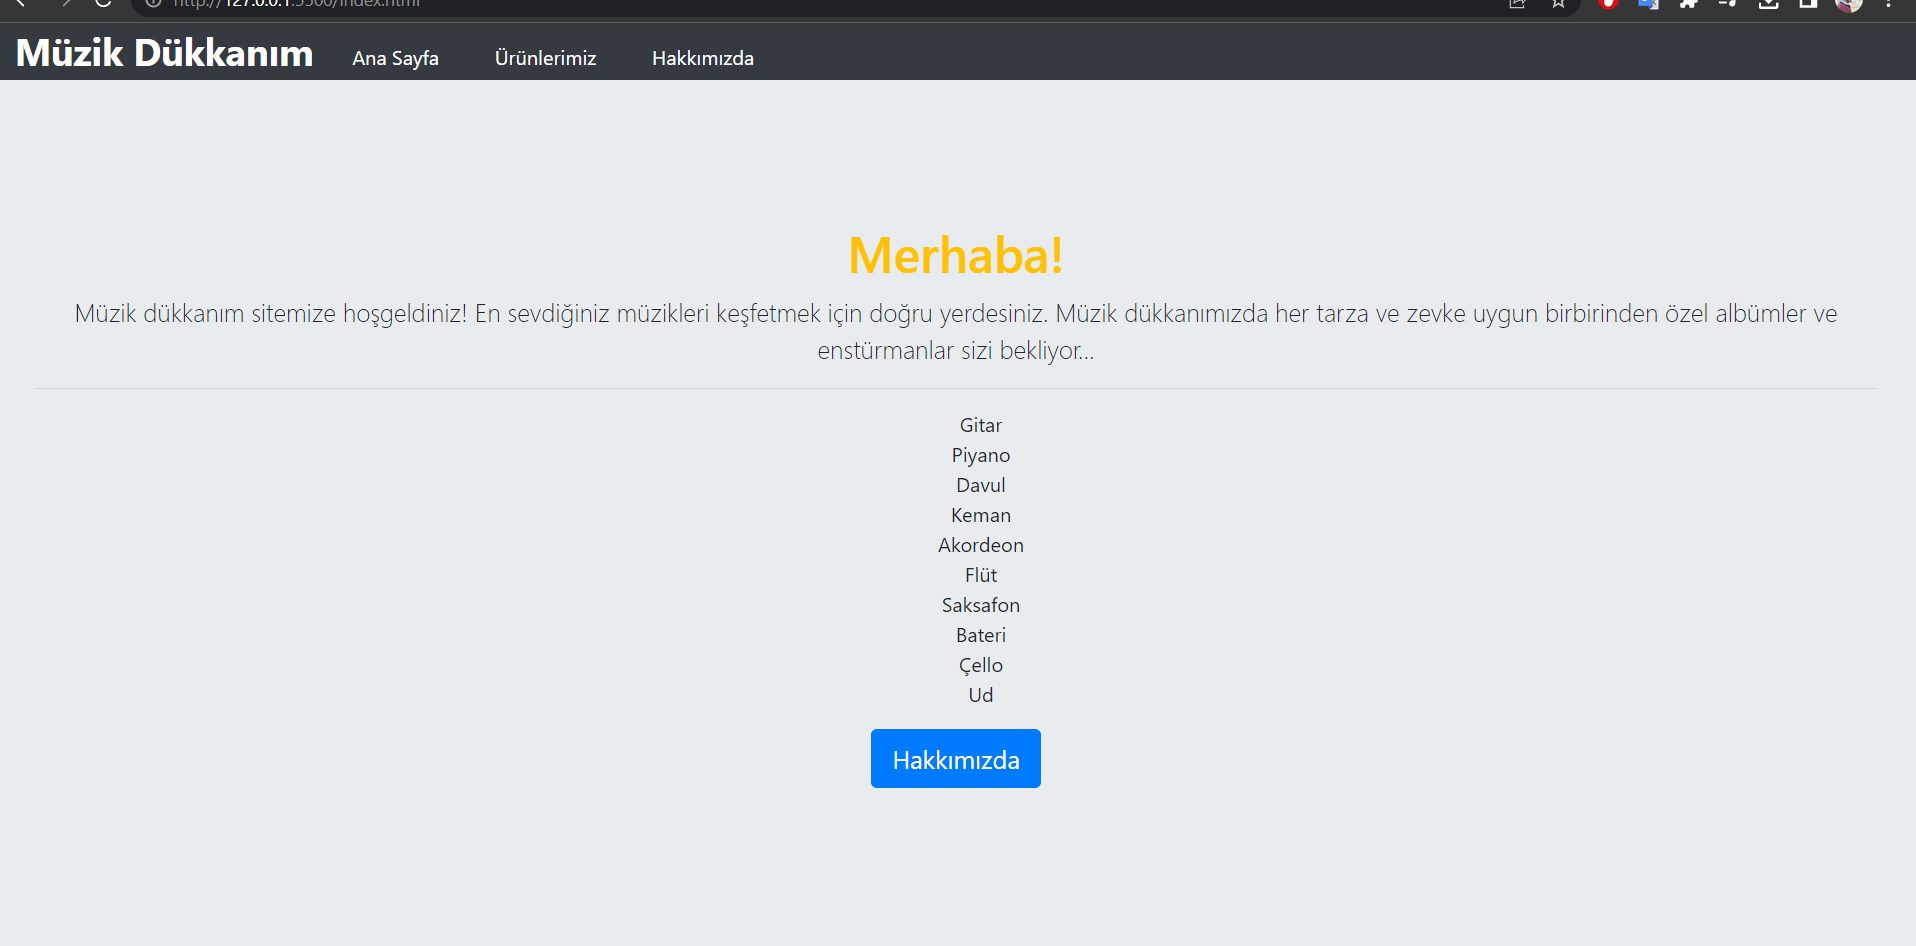 http://127.0.0.1:5500/index.html
Müzik Dükkanım Ana Sayfa Ürünlerimiz Hakkımızda
Merhaba!
Müzik dükkanım sitemize hoşgeldiniz! En sevdiğiniz müzikleri keşfetmek için doğru yerdesiniz. Müzik dükkanımızda her tarza ve zevke uygun birbirinden özel albümler ve
enstürmanlar sizi bekliyor...
Gitar
Piyano
Davul
Keman
Akordeon
Flüt
Saksafon
Bateri
Çello
Ud
Hakkımızda